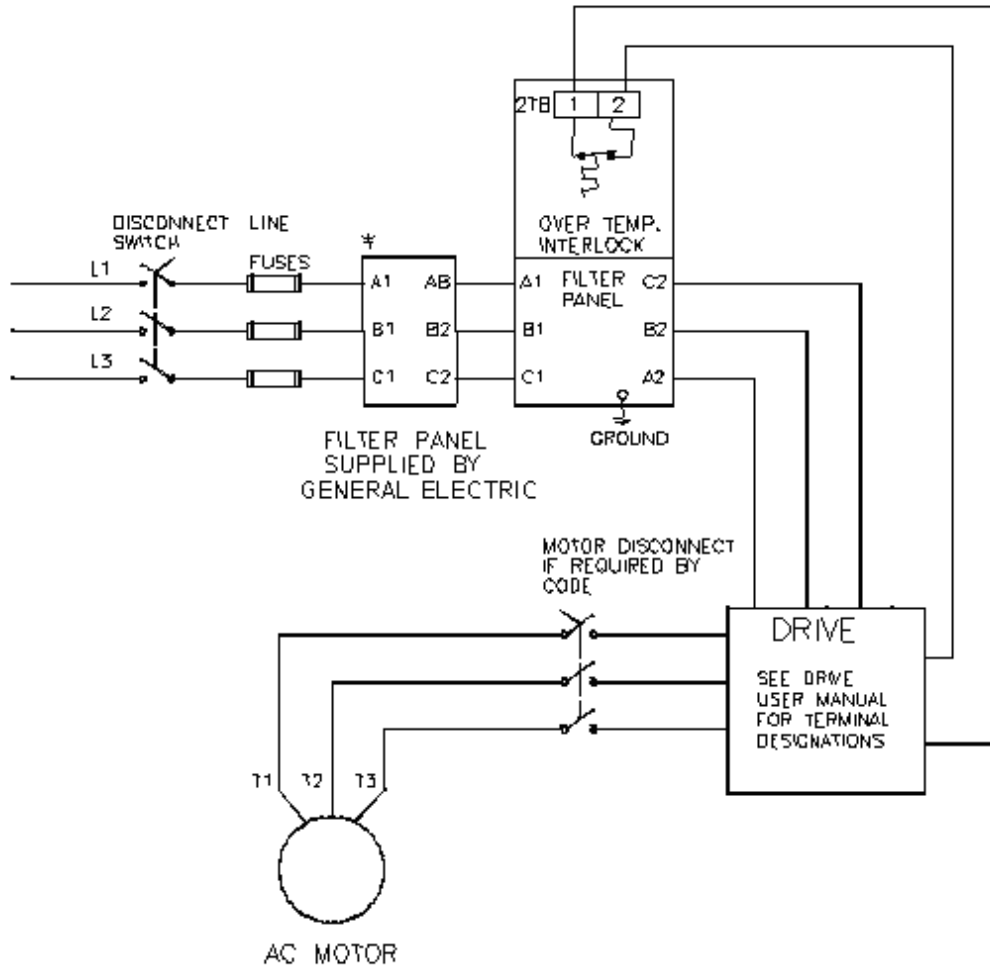 2TB 1 2
OVER TEMP.
INTERLOCK
DISCONNECT LINE
SWITCH
FUSES
*
L1
L2
L3
A1 AB
B1 B2
C1 C2
A1 FILTER C2
PANEL
B1 B2
C1 A2
GROUND
FILTER PANEL
SUPPLIED BY
GENERAL ELECTRIC
MOTOR DISCONNECT
IF REQUIRED BY
CODE
DRIVE
SEE DRIVE
USER MANUAL
FOR TERMINAL
DESIGNATIONS
T1 T2 T3
AC MOTOR